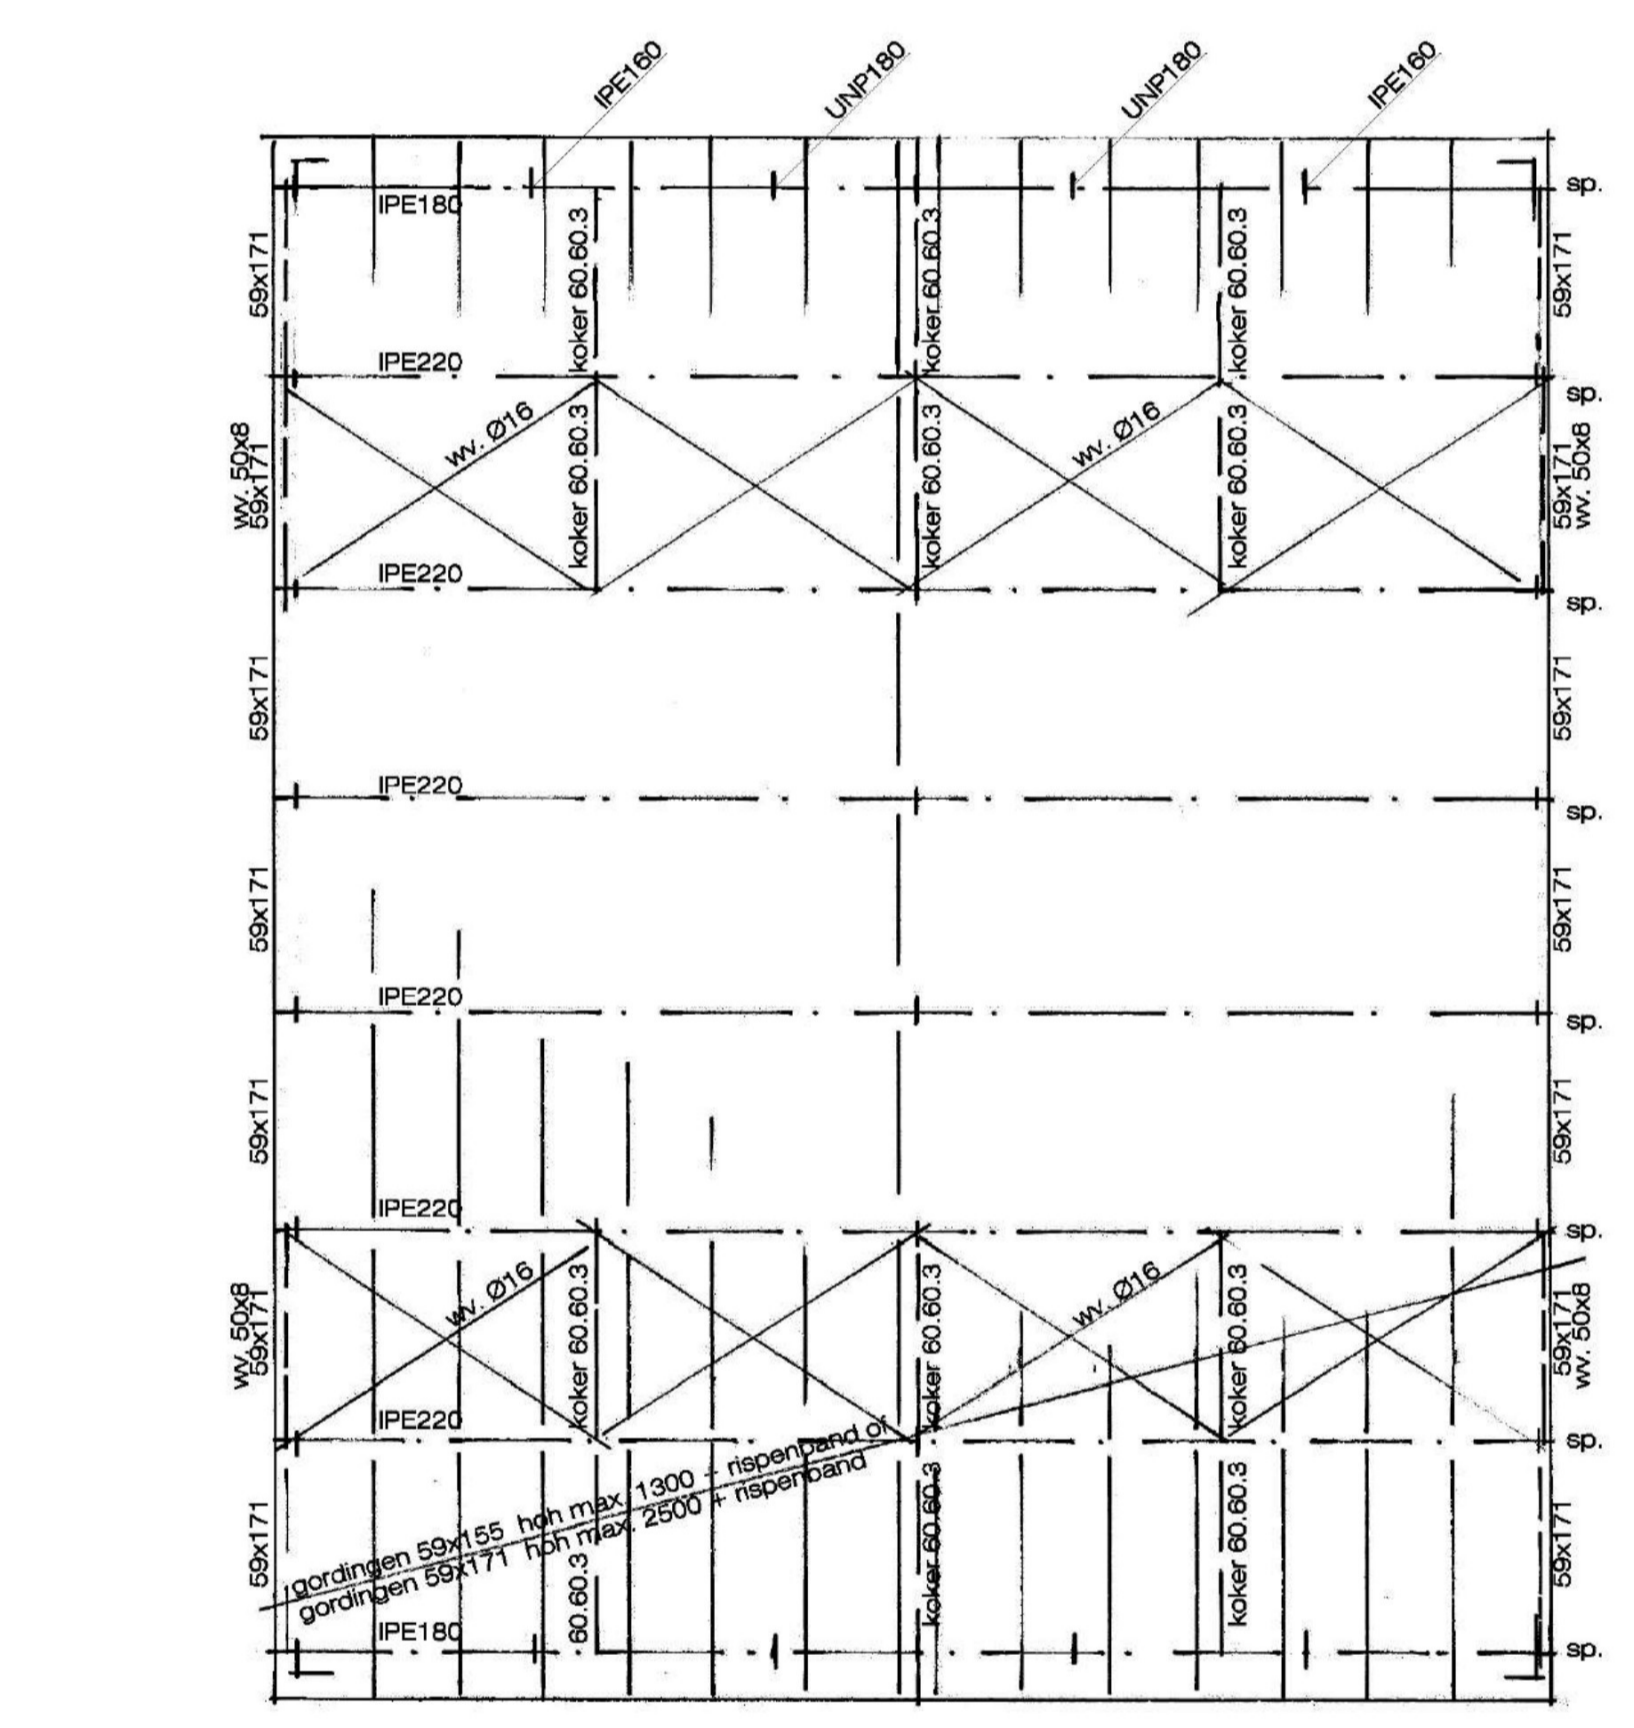 IPE160
UNP180
UNP180
IPE160
IPE180
sp.
59x171
koker 60.60.3
koker 60.60.3
koker 60.60.3
59x171
IPE220
sp.
wv. 50x8
59x171
wv. Ø16
koker 60.60.3
koker 60.60.3
wv. Ø16
koker 60.60.3
59x171
wv. 50x8
IPE220
sp.
59x171
59x171
IPE220
sp.
59x171
59x171
IPE220
sp.
59x171
59x171
IPE220
sp.
wv. 50x8
59x171
wv. Ø16
koker 60.60.3
koker 60.60.3
wv. Ø16
koker 60.60.3
59x171
wv. 50x8
IPE220
sp.
59x171
gordingen 59x155 hoh max. 1300 - rispenband of
gordingen 59x171 hoh max. 2500 + rispenband
60.60.3
koker 60.60.3
koker 60.60.3
59x171
IPE180
sp.